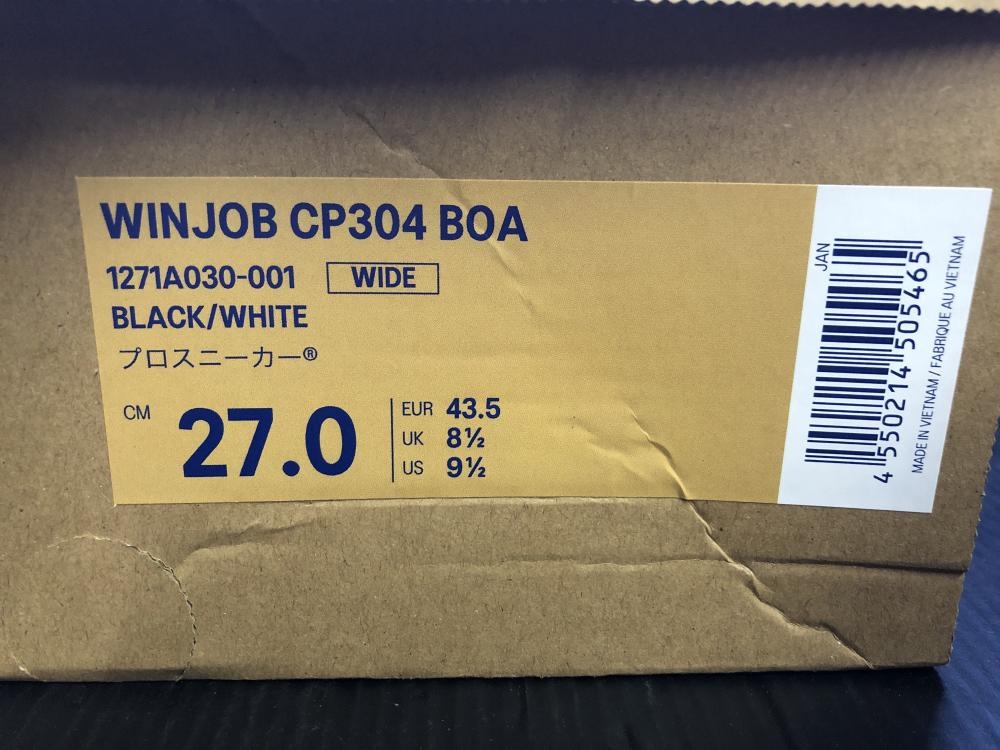 WINJOB CP304 BOA
1271A030-001 WIDE
BLACK/WHITE
プロスニーカー®
CM 27.0
EUR 43.5
UK 8½
US 9½
JAN
4 550214 505465
MADE IN VIETNAM / FABRIQUE AU VIETNAM